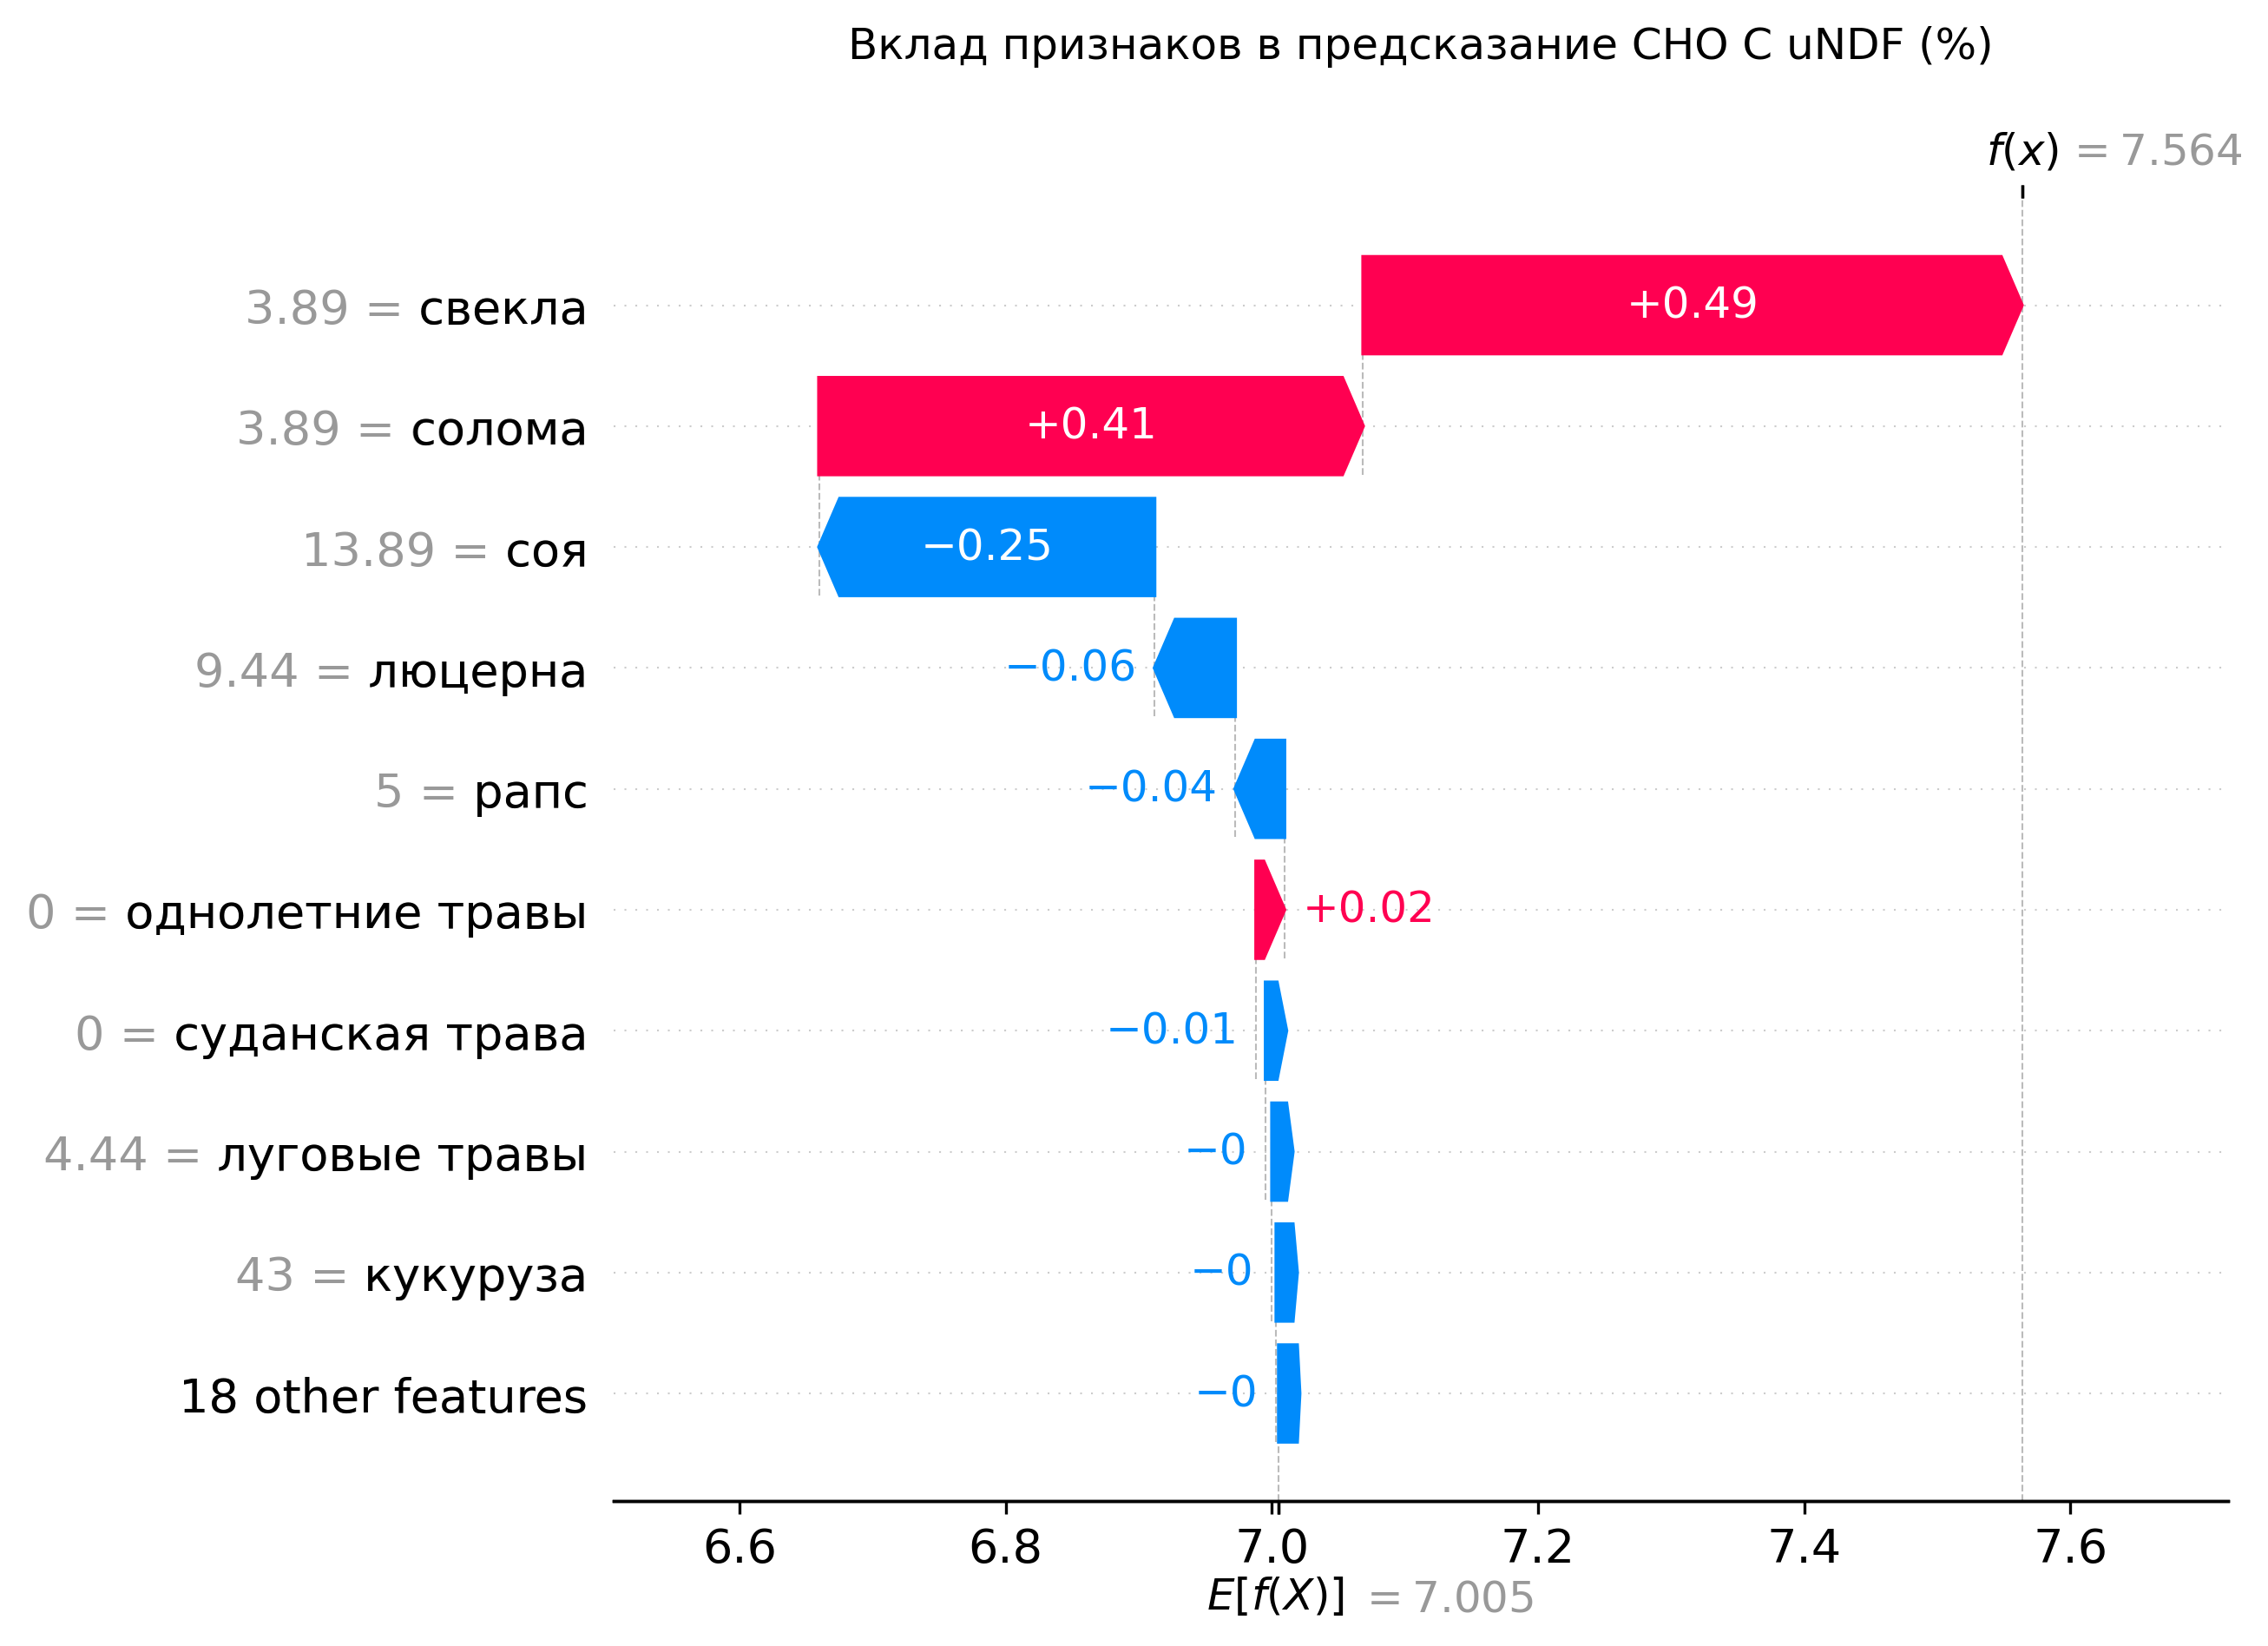 Вклад признаков в предсказание CHO C uNDF (%)
f(x) = 7.564
3.89 = свекла +0.49
3.89 = солома +0.41
13.89 = соя −0.25
9.44 = люцерна −0.06
5 = рапс −0.04
0 = однолетние травы +0.02
0 = суданская трава −0.01
4.44 = луговые травы −0
43 = кукуруза −0
18 other features −0
6.6 6.8 7.0 7.2 7.4 7.6
E[f(X)] = 7.005